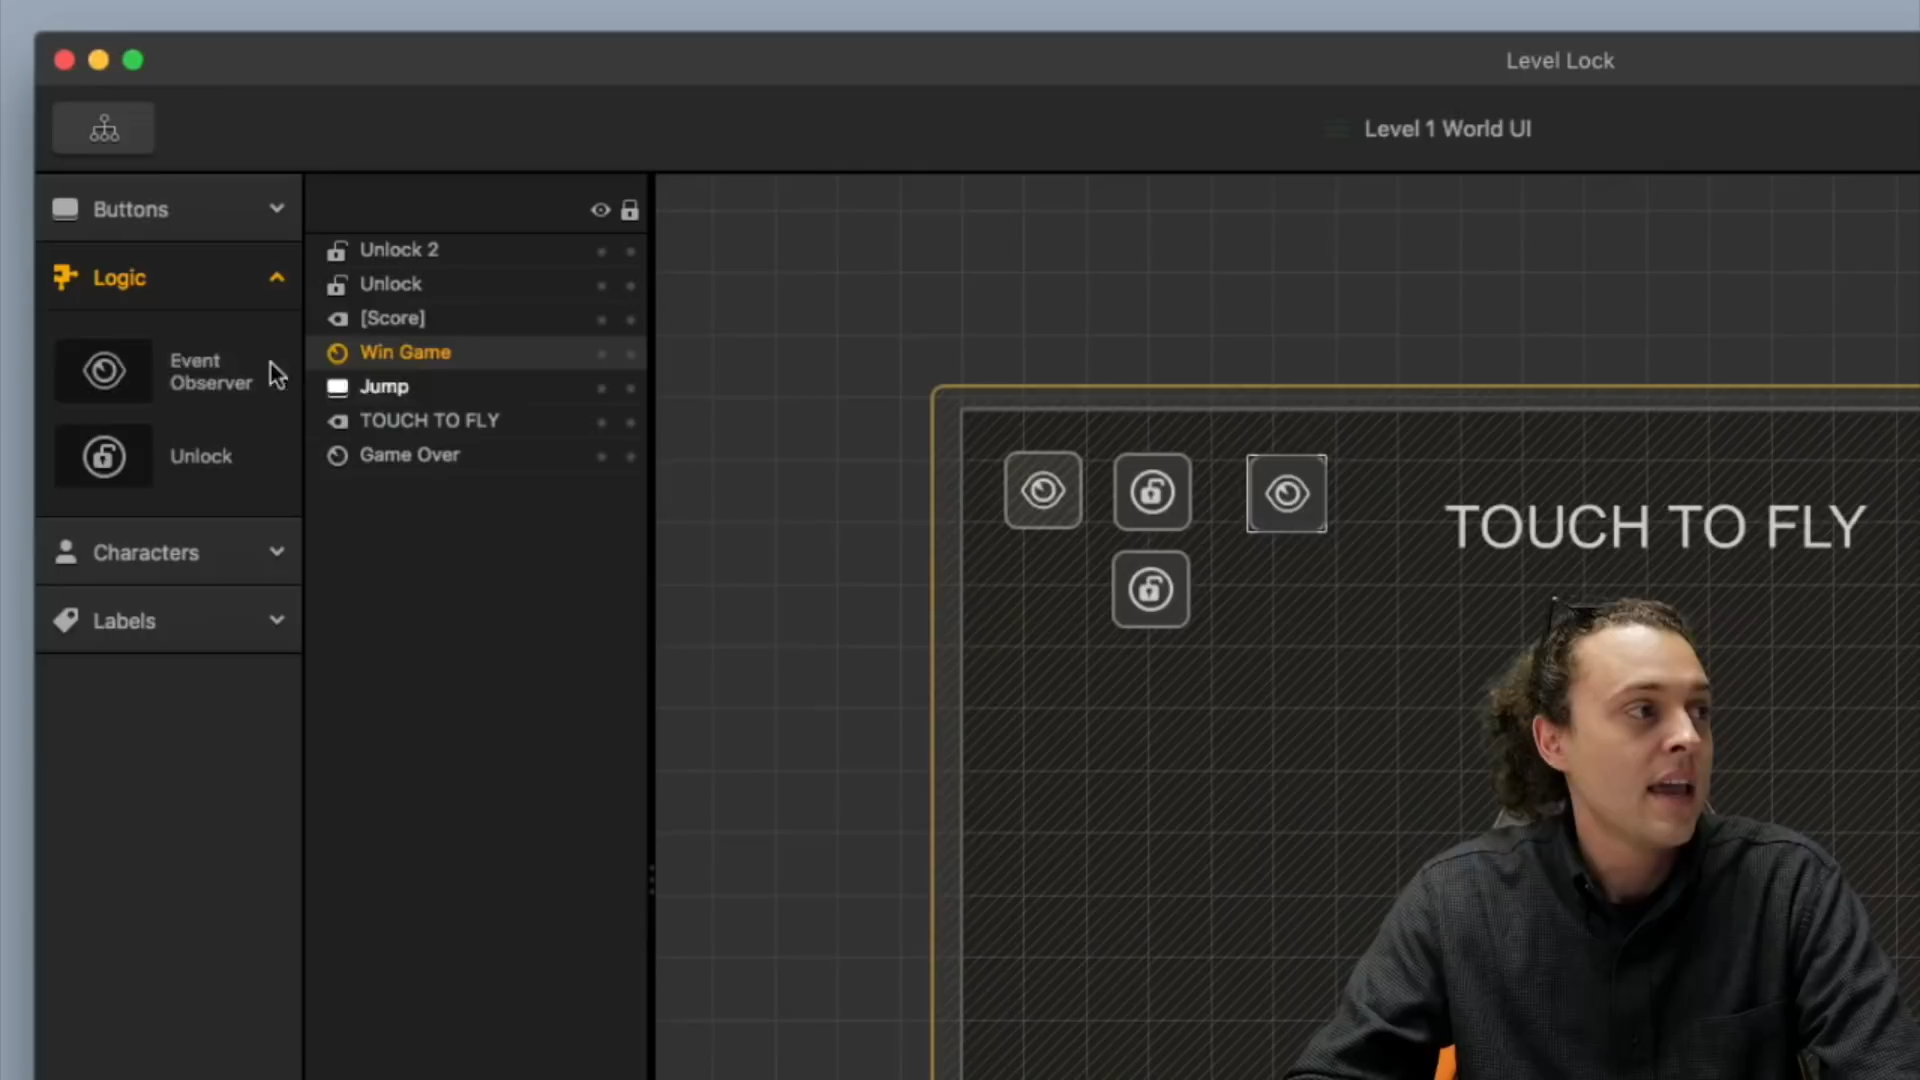 Level Lock
Level 1 World UI
Buttons
Logic
Event
Observer
Unlock
Characters
Labels
Unlock 2
Unlock
[Score]
Win Game
Jump
TOUCH TO FLY
Game Over
TOUCH TO FLY